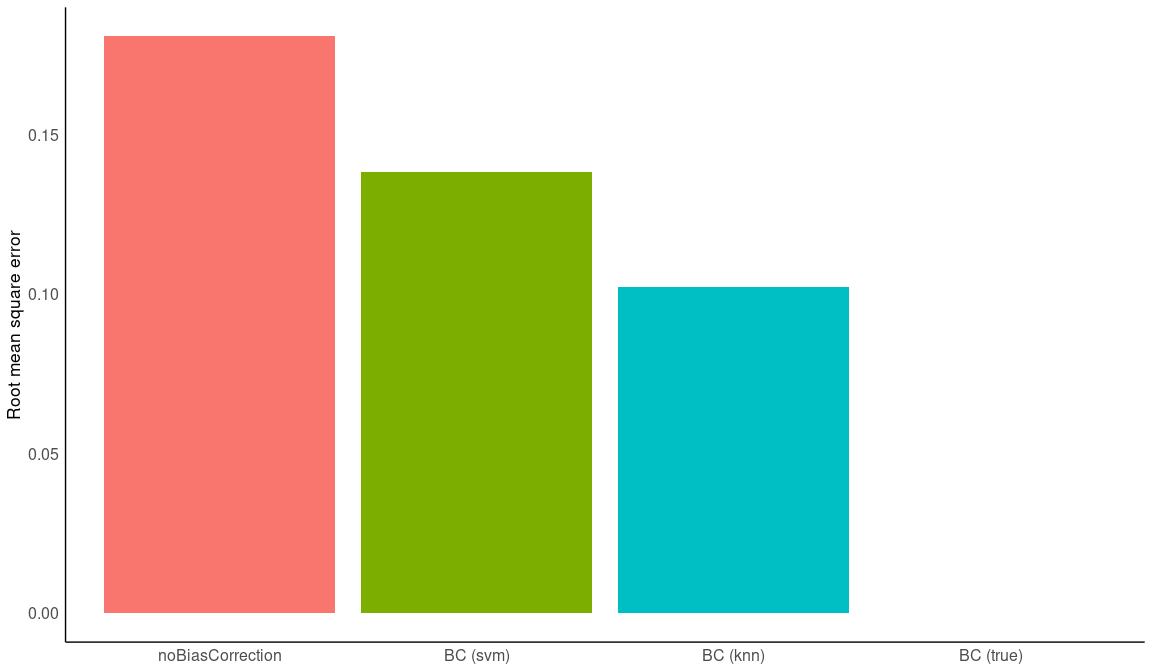 Root mean square error
0.15
0.10
0.05
0.00
noBiasCorrection
BC (svm)
BC (knn)
BC (true)